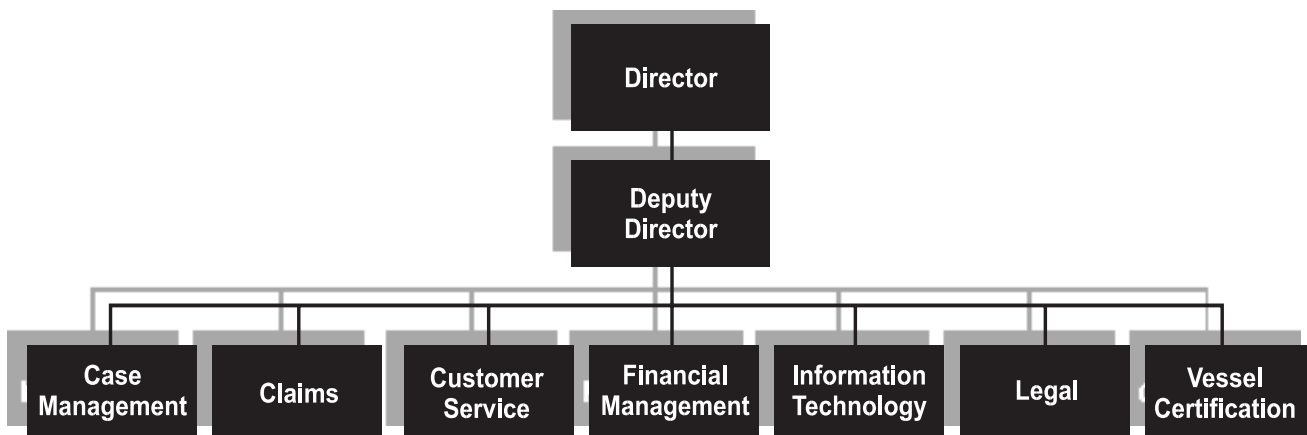 Director
Deputy
Director
Case
Management
Claims
Customer
Service
Financial
Management
Information
Technology
Legal
Vessel
Certification